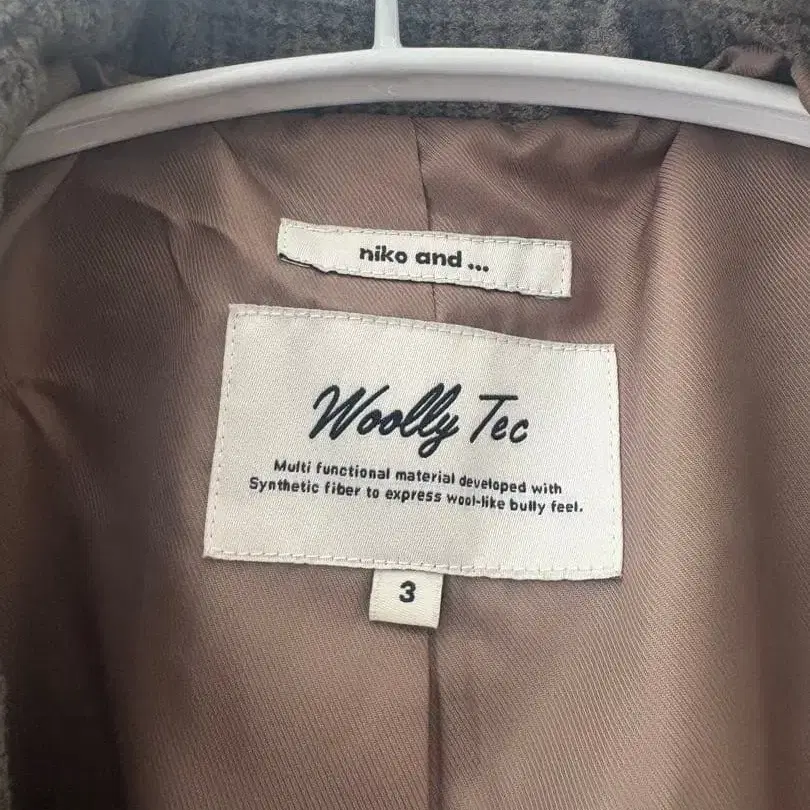 niko and ...
Woolly Tec
Multi functional material developed with
Synthetic fiber to express wool-like bully feel.
3